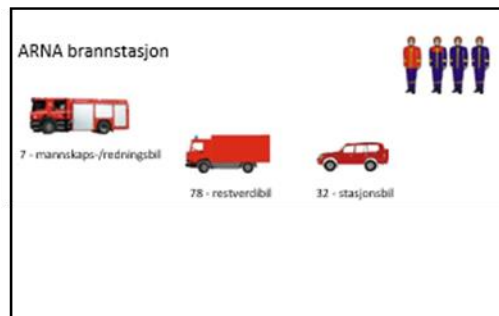 ARNA brannstasjon
7 - mannskaps-/redningsbil
78 - restverdibil
32 - stasjonsbil